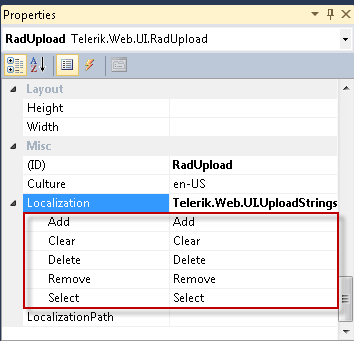 Properties
RadUpload Telerik.Web.UI.RadUpload
A Z
Layout
Height
Width
Misc
(ID) RadUpload
Culture en-US
Localization Telerik.Web.UI.UploadStrings
Add Add
Clear Clear
Delete Delete
Remove Remove
Select Select
LocalizationPath